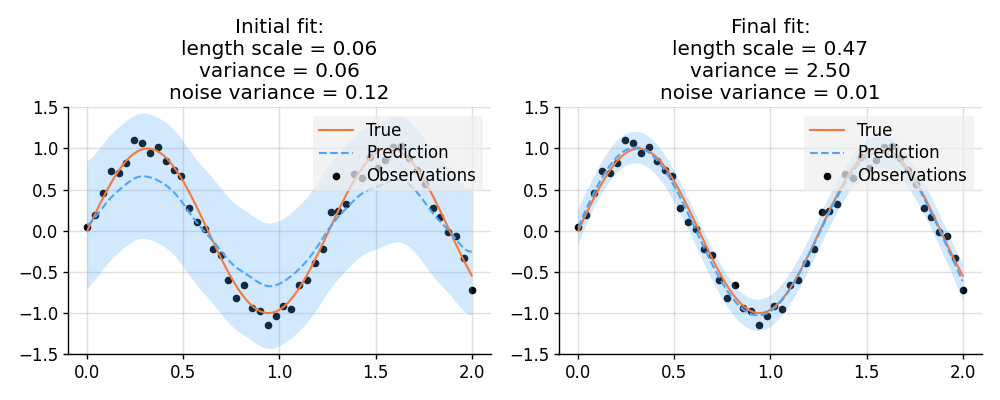 Initial fit:
length scale = 0.06
variance = 0.06
noise variance = 0.12
1.5
1.0
0.5
0.0
−0.5
−1.0
−1.5
0.0
0.5
1.0
1.5
2.0
True
Prediction
Observations
Final fit:
length scale = 0.47
variance = 2.50
noise variance = 0.01
1.5
1.0
0.5
0.0
−0.5
−1.0
−1.5
0.0
0.5
1.0
1.5
2.0
True
Prediction
Observations